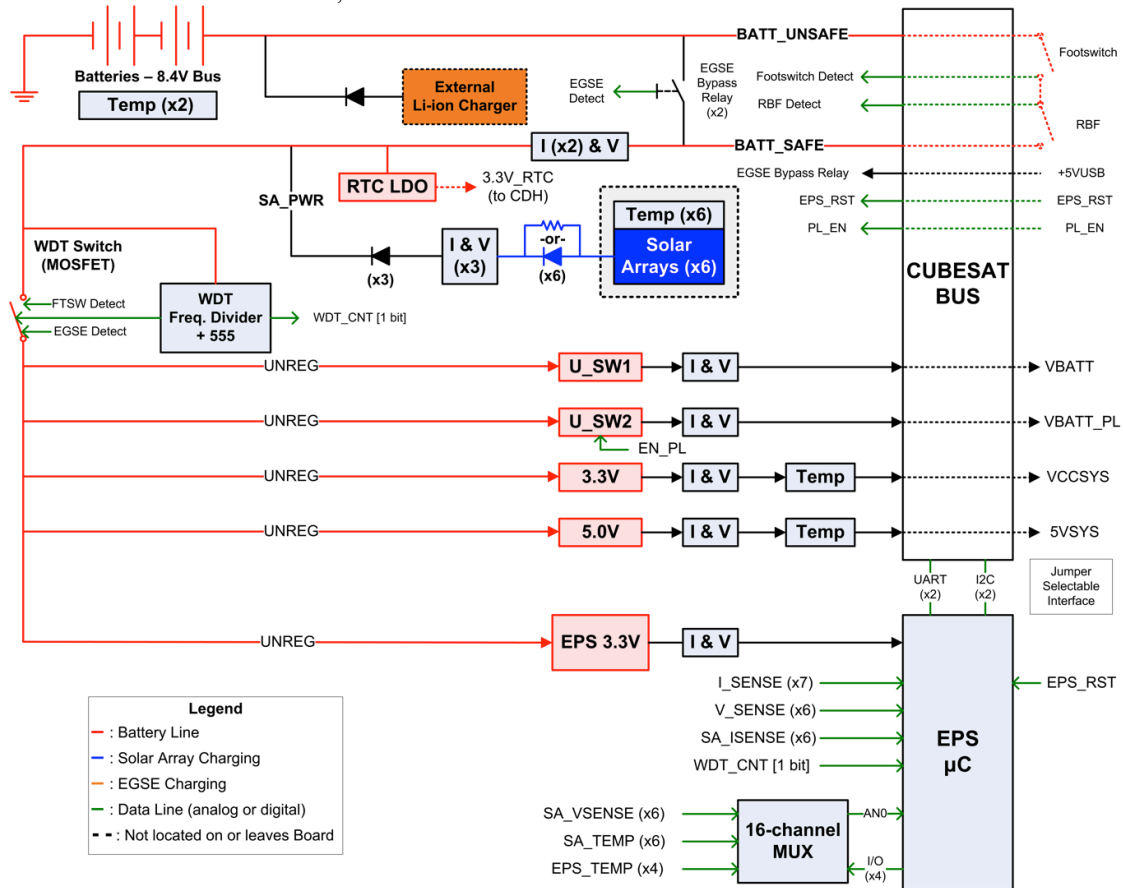 BATT_UNSAFE
Footswitch
Batteries – 8.4V Bus
Temp (x2)
External
Li-ion Charger
EGSE
Detect
EGSE
Bypass
Relay
(x2)
Footswitch Detect
RBF Detect
RBF
I (x2) & V
BATT_SAFE
RTC LDO
3.3V_RTC
(to CDH)
SA_PWR
EGSE Bypass Relay
+5VUSB
EPS_RST
EPS_RST
PL_EN
PL_EN
Temp (x6)
Solar
Arrays (x6)
-or-
(x6)
I & V
(x3)
(x3)
CUBESAT
BUS
WDT Switch
(MOSFET)
FTSW Detect
EGSE Detect
WDT
Freq. Divider
+ 555
WDT_CNT [1 bit]
UNREG
U_SW1
I & V
VBATT
UNREG
U_SW2
I & V
VBATT_PL
EN_PL
UNREG
3.3V
I & V
Temp
VCCSYS
UNREG
5.0V
I & V
Temp
5VSYS
UART
(x2)
I2C
(x2)
Jumper
Selectable
Interface
UNREG
EPS 3.3V
I & V
I_SENSE (x7)
V_SENSE (x6)
SA_ISENSE (x6)
WDT_CNT [1 bit]
EPS_RST
EPS
µC
SA_VSENSE (x6)
SA_TEMP (x6)
EPS_TEMP (x4)
16-channel
MUX
AN0
I/O
(x4)
Legend
: Battery Line
: Solar Array Charging
: EGSE Charging
: Data Line (analog or digital)
: Not located on or leaves Board